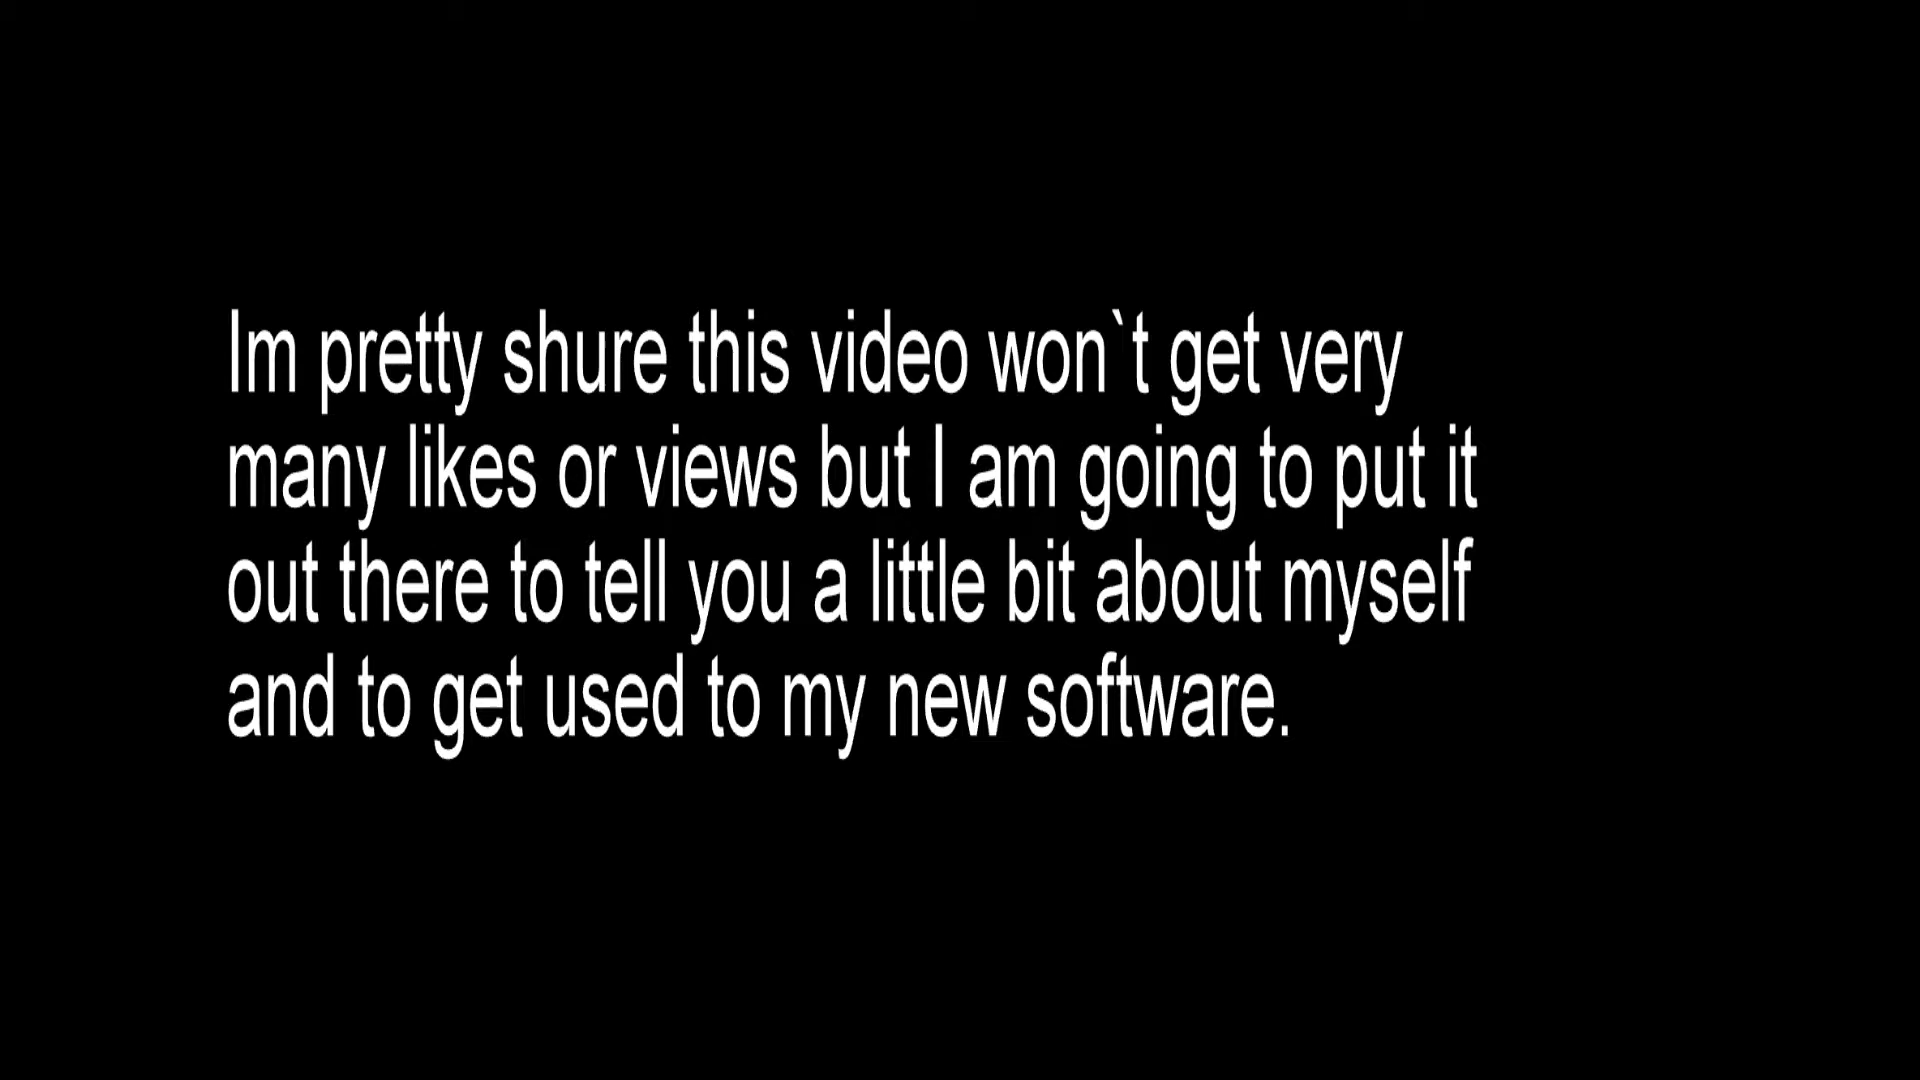 Im pretty shure this video won`t get very
many likes or views but I am going to put it
out there to tell you a little bit about myself
and to get used to my new software.